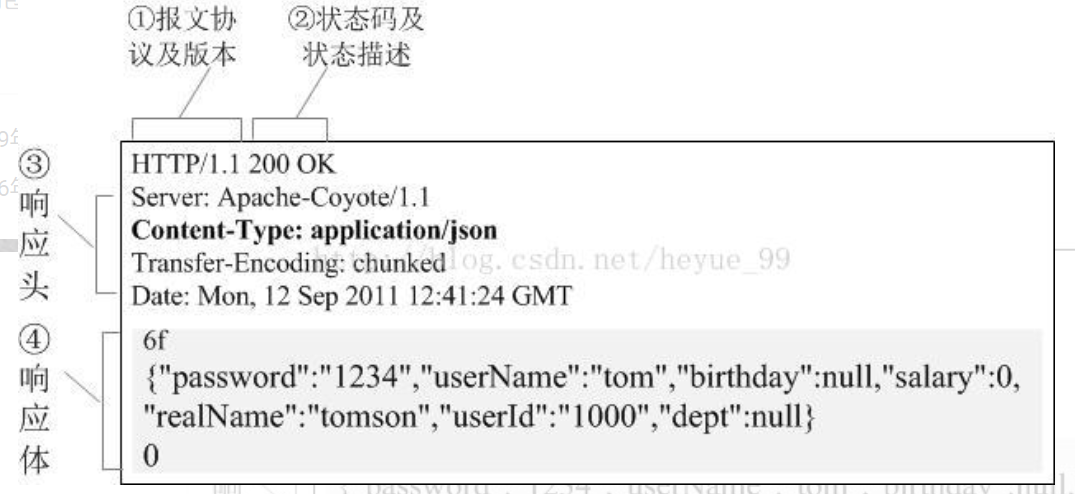 ①报文协
议及版本
②状态码及
状态描述
③
响
应
头
HTTP/1.1 200 OK
Server: Apache-Coyote/1.1
Content-Type: application/json
Transfer-Encoding: chunked
Date: Mon, 12 Sep 2011 12:41:24 GMT
http://blog.csdn.net/heyue_99
④
响
应
体
6f
{"password":"1234","userName":"tom","birthday":null,"salary":0,
"realName":"tomson","userId":"1000","dept":null}
0